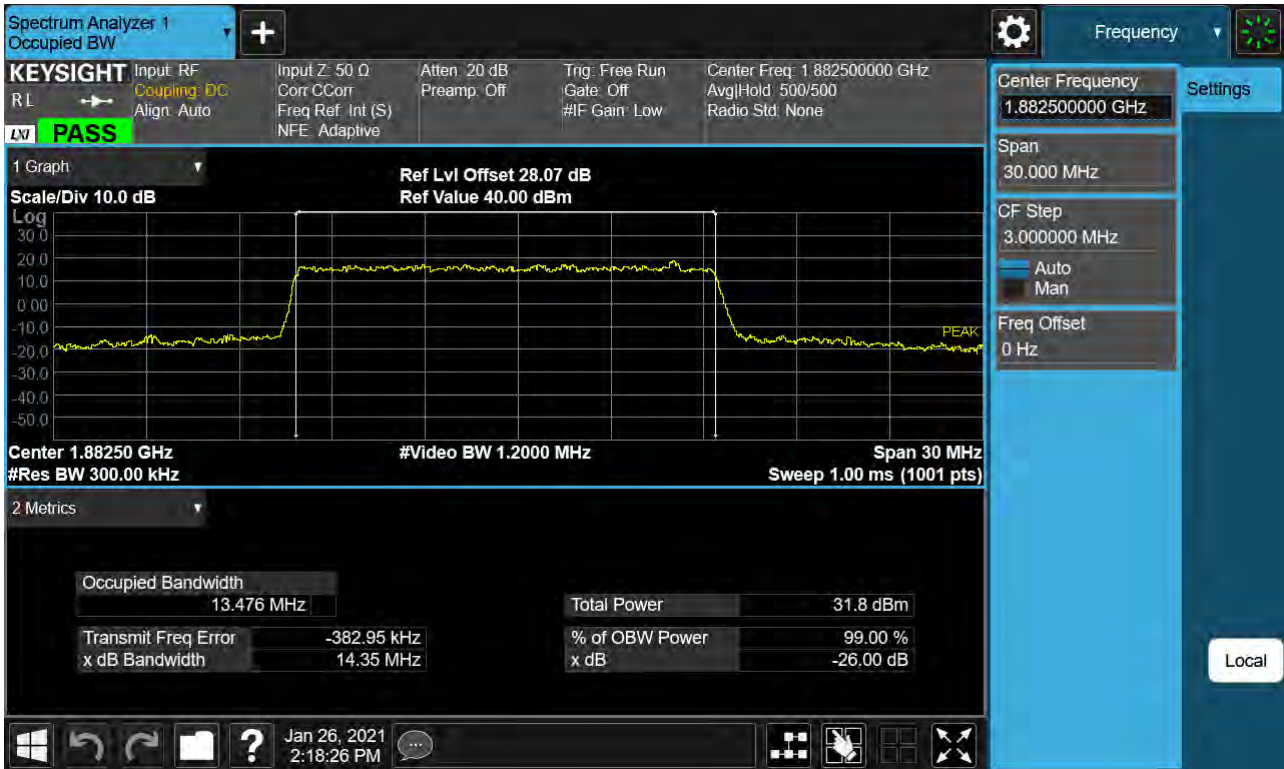 Spectrum Analyzer 1
Occupied BW
+
Frequency
KEYSIGHT
R L
LXI
PASS
Input: RF
Coupling: DC
Align: Auto
Input Z: 50 Ω
Corr CCorr
Freq Ref: Int (S)
NFE: Adaptive
Atten: 20 dB
Preamp: Off
Trig: Free Run
Gate: Off
#IF Gain: Low
Center Freq: 1.882500000 GHz
Avg|Hold: 500/500
Radio Std: None
1 Graph
Scale/Div 10.0 dB
Ref Lvl Offset 28.07 dB
Ref Value 40.00 dBm
Log
30.0
20.0
10.0
0.00
-10.0
-20.0
-30.0
-40.0
-50.0
PEAK
Center 1.88250 GHz
#Video BW 1.2000 MHz
Span 30 MHz
#Res BW 300.00 kHz
Sweep 1.00 ms (1001 pts)
2 Metrics
Occupied Bandwidth
13.476 MHz
Total Power 31.8 dBm
Transmit Freq Error -382.95 kHz
% of OBW Power 99.00 %
x dB Bandwidth 14.35 MHz
x dB -26.00 dB
Center Frequency
1.882500000 GHz
Settings
Span
30.000 MHz
CF Step
3.000000 MHz
Auto
Man
Freq Offset
0 Hz
Local
?
Jan 26, 2021
2:18:26 PM